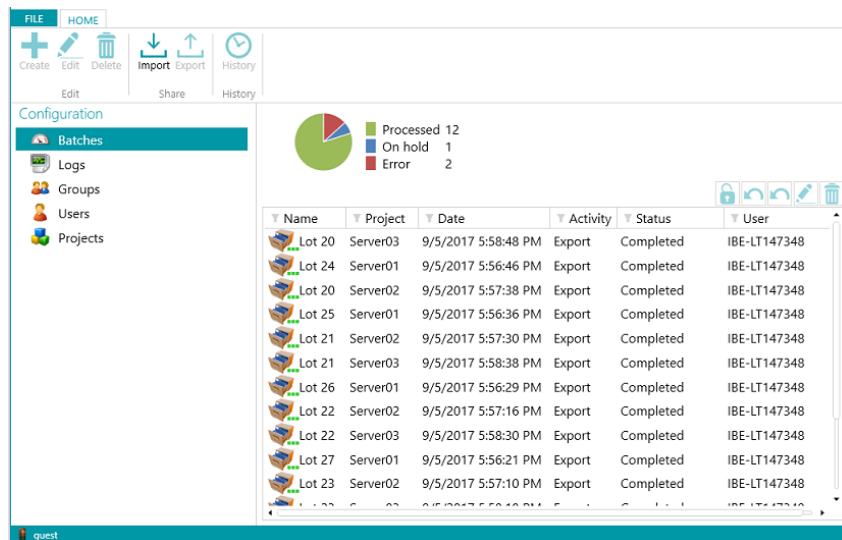 FILE HOME
Create Edit Delete Import Export History
Edit Share History
Configuration
Batches
Logs
Groups
Users
Projects
Processed 12
On hold 1
Error 2
Name Project Date Activity Status User
Lot 20 Server03 9/5/2017 5:58:48 PM Export Completed IBE-LT147348
Lot 24 Server01 9/5/2017 5:56:46 PM Export Completed IBE-LT147348
Lot 20 Server02 9/5/2017 5:57:38 PM Export Completed IBE-LT147348
Lot 25 Server01 9/5/2017 5:56:36 PM Export Completed IBE-LT147348
Lot 21 Server02 9/5/2017 5:57:30 PM Export Completed IBE-LT147348
Lot 21 Server03 9/5/2017 5:58:38 PM Export Completed IBE-LT147348
Lot 26 Server01 9/5/2017 5:56:29 PM Export Completed IBE-LT147348
Lot 22 Server02 9/5/2017 5:57:16 PM Export Completed IBE-LT147348
Lot 22 Server03 9/5/2017 5:58:30 PM Export Completed IBE-LT147348
Lot 27 Server01 9/5/2017 5:56:21 PM Export Completed IBE-LT147348
Lot 23 Server02 9/5/2017 5:57:10 PM Export Completed IBE-LT147348
guest